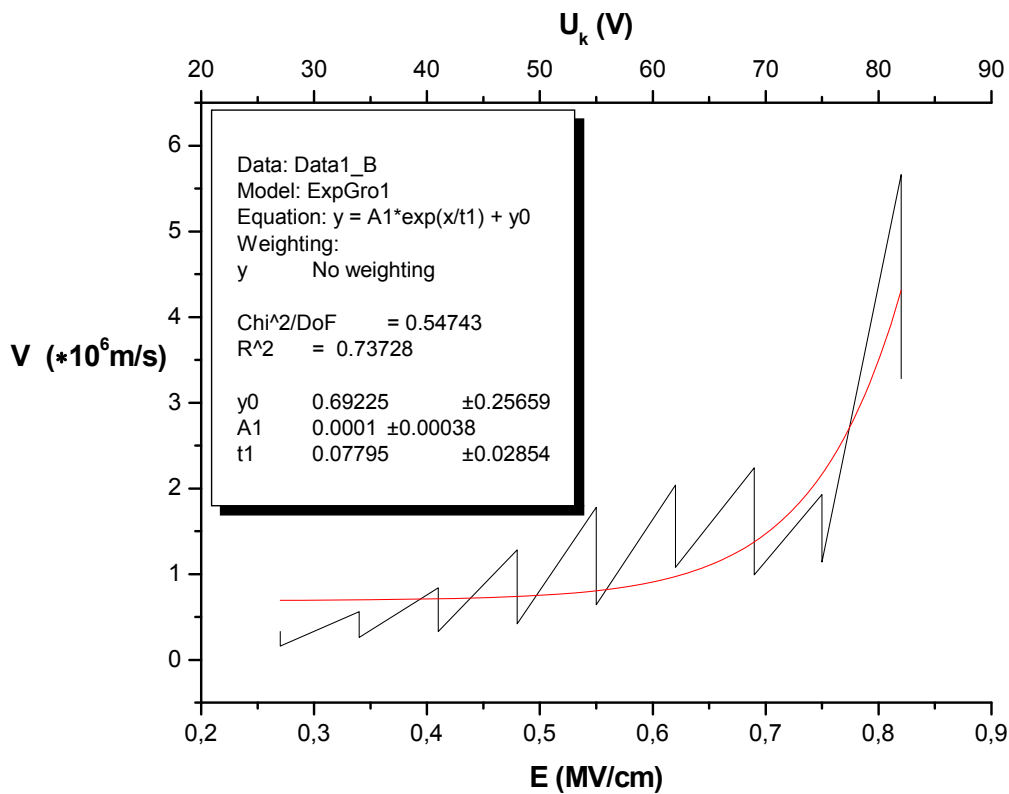 U_k (V)
20 30 40 50 60 70 80 90
Data: Data1_B
Model: ExpGro1
Equation: y = A1*exp(x/t1) + y0
Weighting:
y No weighting
Chi^2/DoF = 0.54743
R^2 = 0.73728
y0 0.69225 ±0.25659
A1 0.0001 ±0.00038
t1 0.07795 ±0.02854
6
5
4
3
2
1
0
V (*10^6m/s)
0,2 0,3 0,4 0,5 0,6 0,7 0,8 0,9
E (MV/cm)